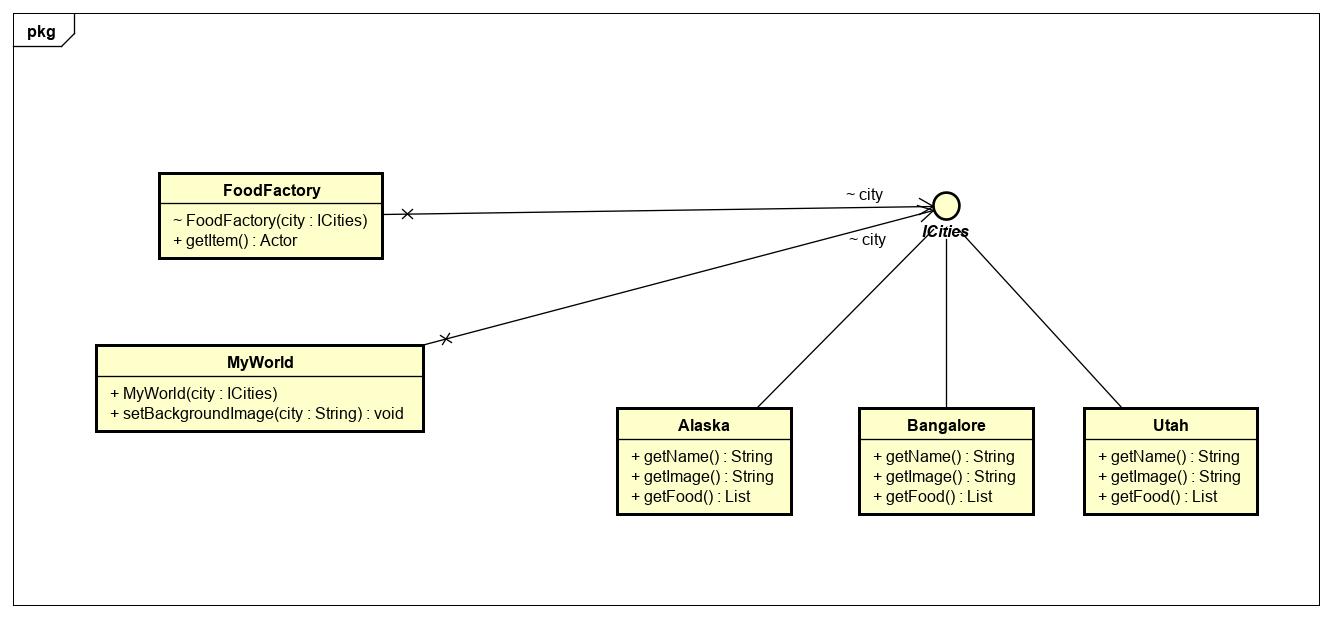 pkg
FoodFactory
~ FoodFactory(city : ICities)
+ getItem() : Actor
~ city
ICities
~ city
MyWorld
+ MyWorld(city : ICities)
+ setBackgroundImage(city : String) : void
Alaska
+ getName() : String
+ getImage() : String
+ getFood() : List
Bangalore
+ getName() : String
+ getImage() : String
+ getFood() : List
Utah
+ getName() : String
+ getImage() : String
+ getFood() : List